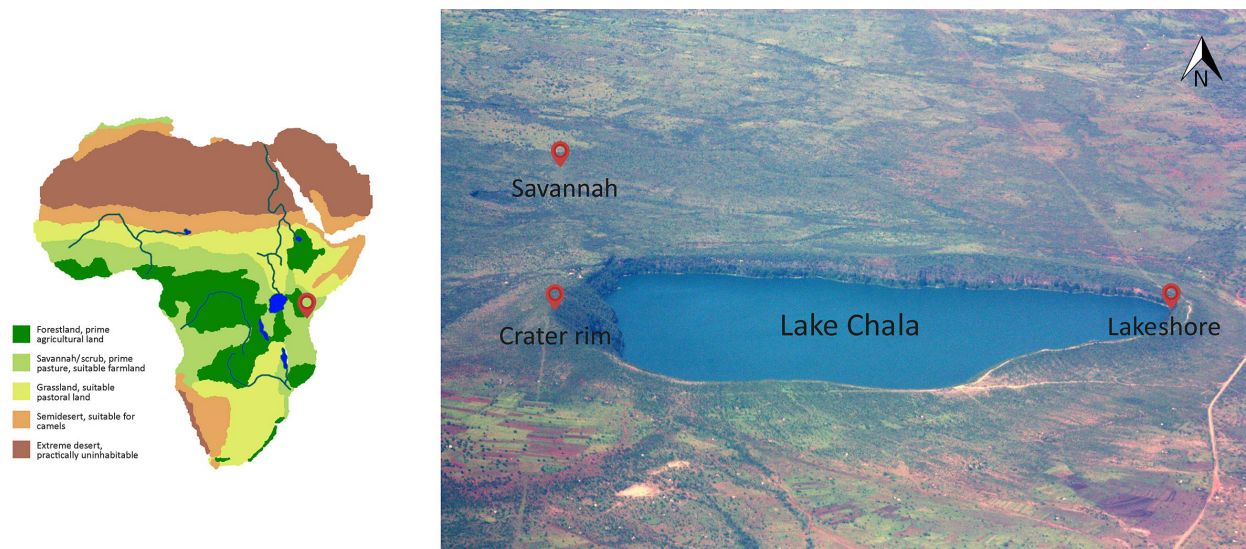 Forestland, prime
agricultural land
Savannah/scrub, prime
pasture, suitable farmland
Grassland, suitable
pastoral land
Semidesert, suitable for
camels
Extreme desert,
practically uninhabitable
N
Savannah
Crater rim
Lake Chala
Lakeshore